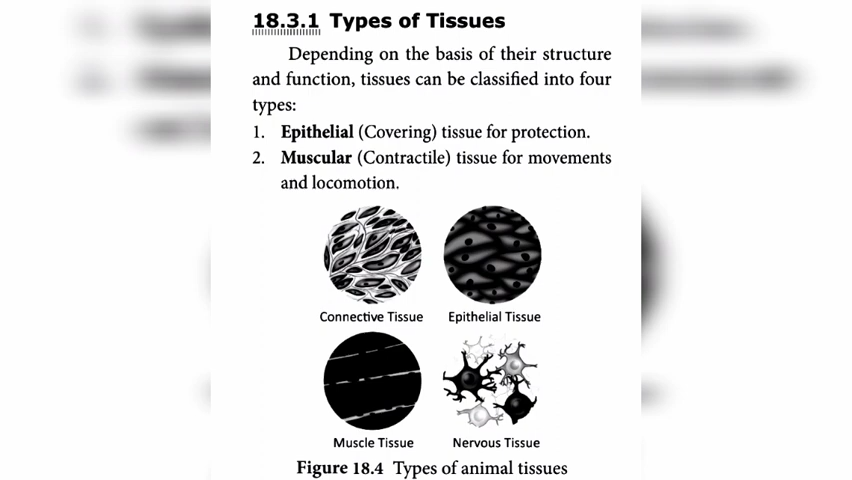 18.3.1 Types of Tissues
Depending on the basis of their structure
and function, tissues can be classified into four
types:
1. Epithelial (Covering) tissue for protection.
2. Muscular (Contractile) tissue for movements
and locomotion.
Connective Tissue
Epithelial Tissue
Muscle Tissue
Nervous Tissue
Figure 18.4 Types of animal tissues